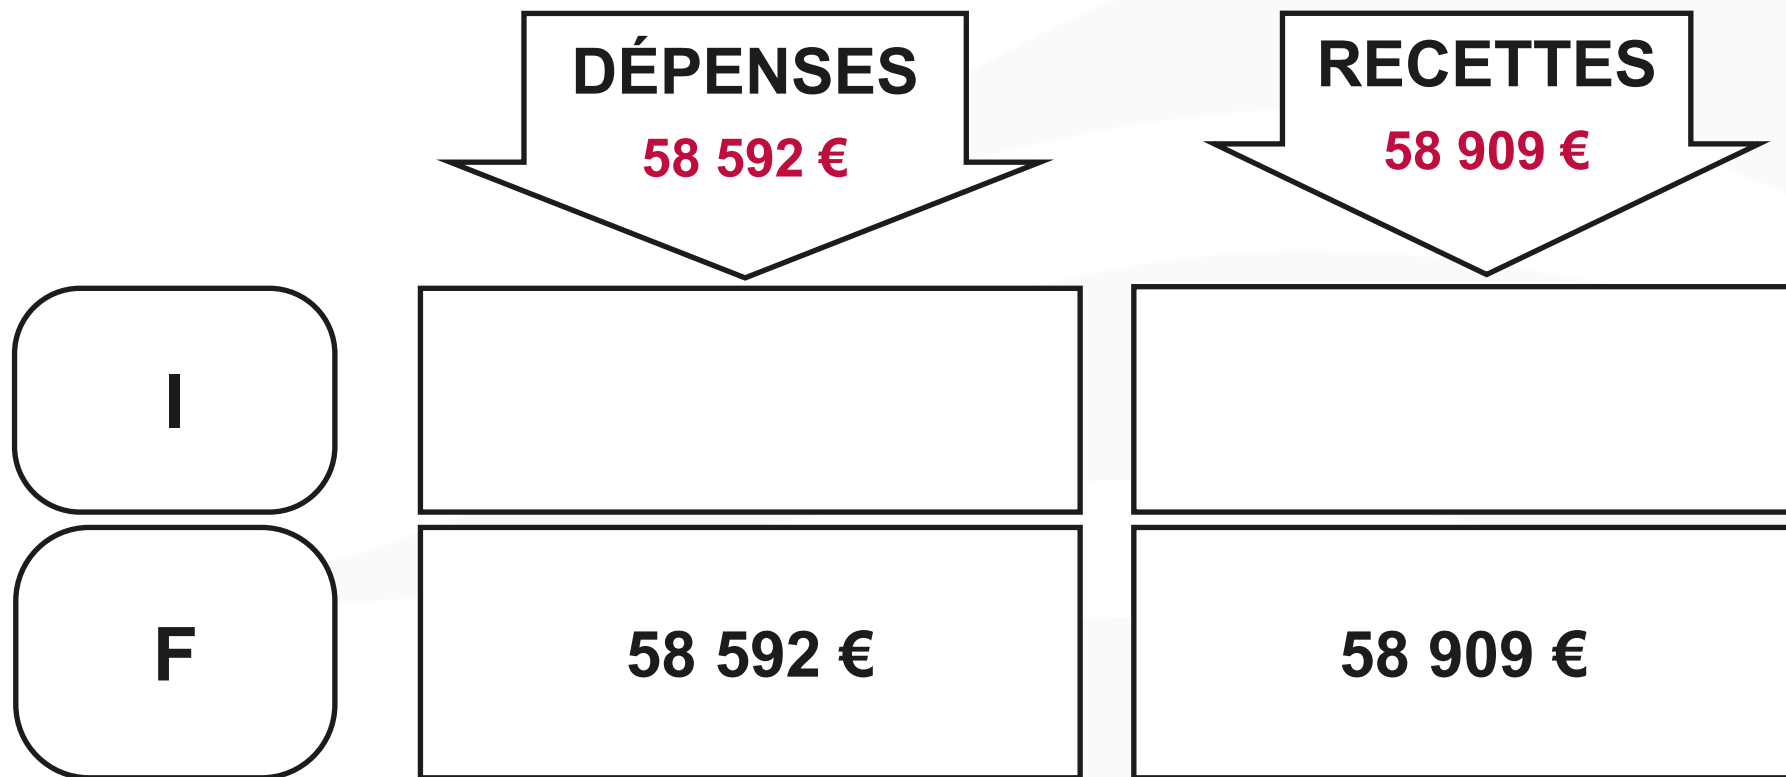 DÉPENSES
58 592 €
RECETTES
58 909 €
I
F
58 592 €
58 909 €